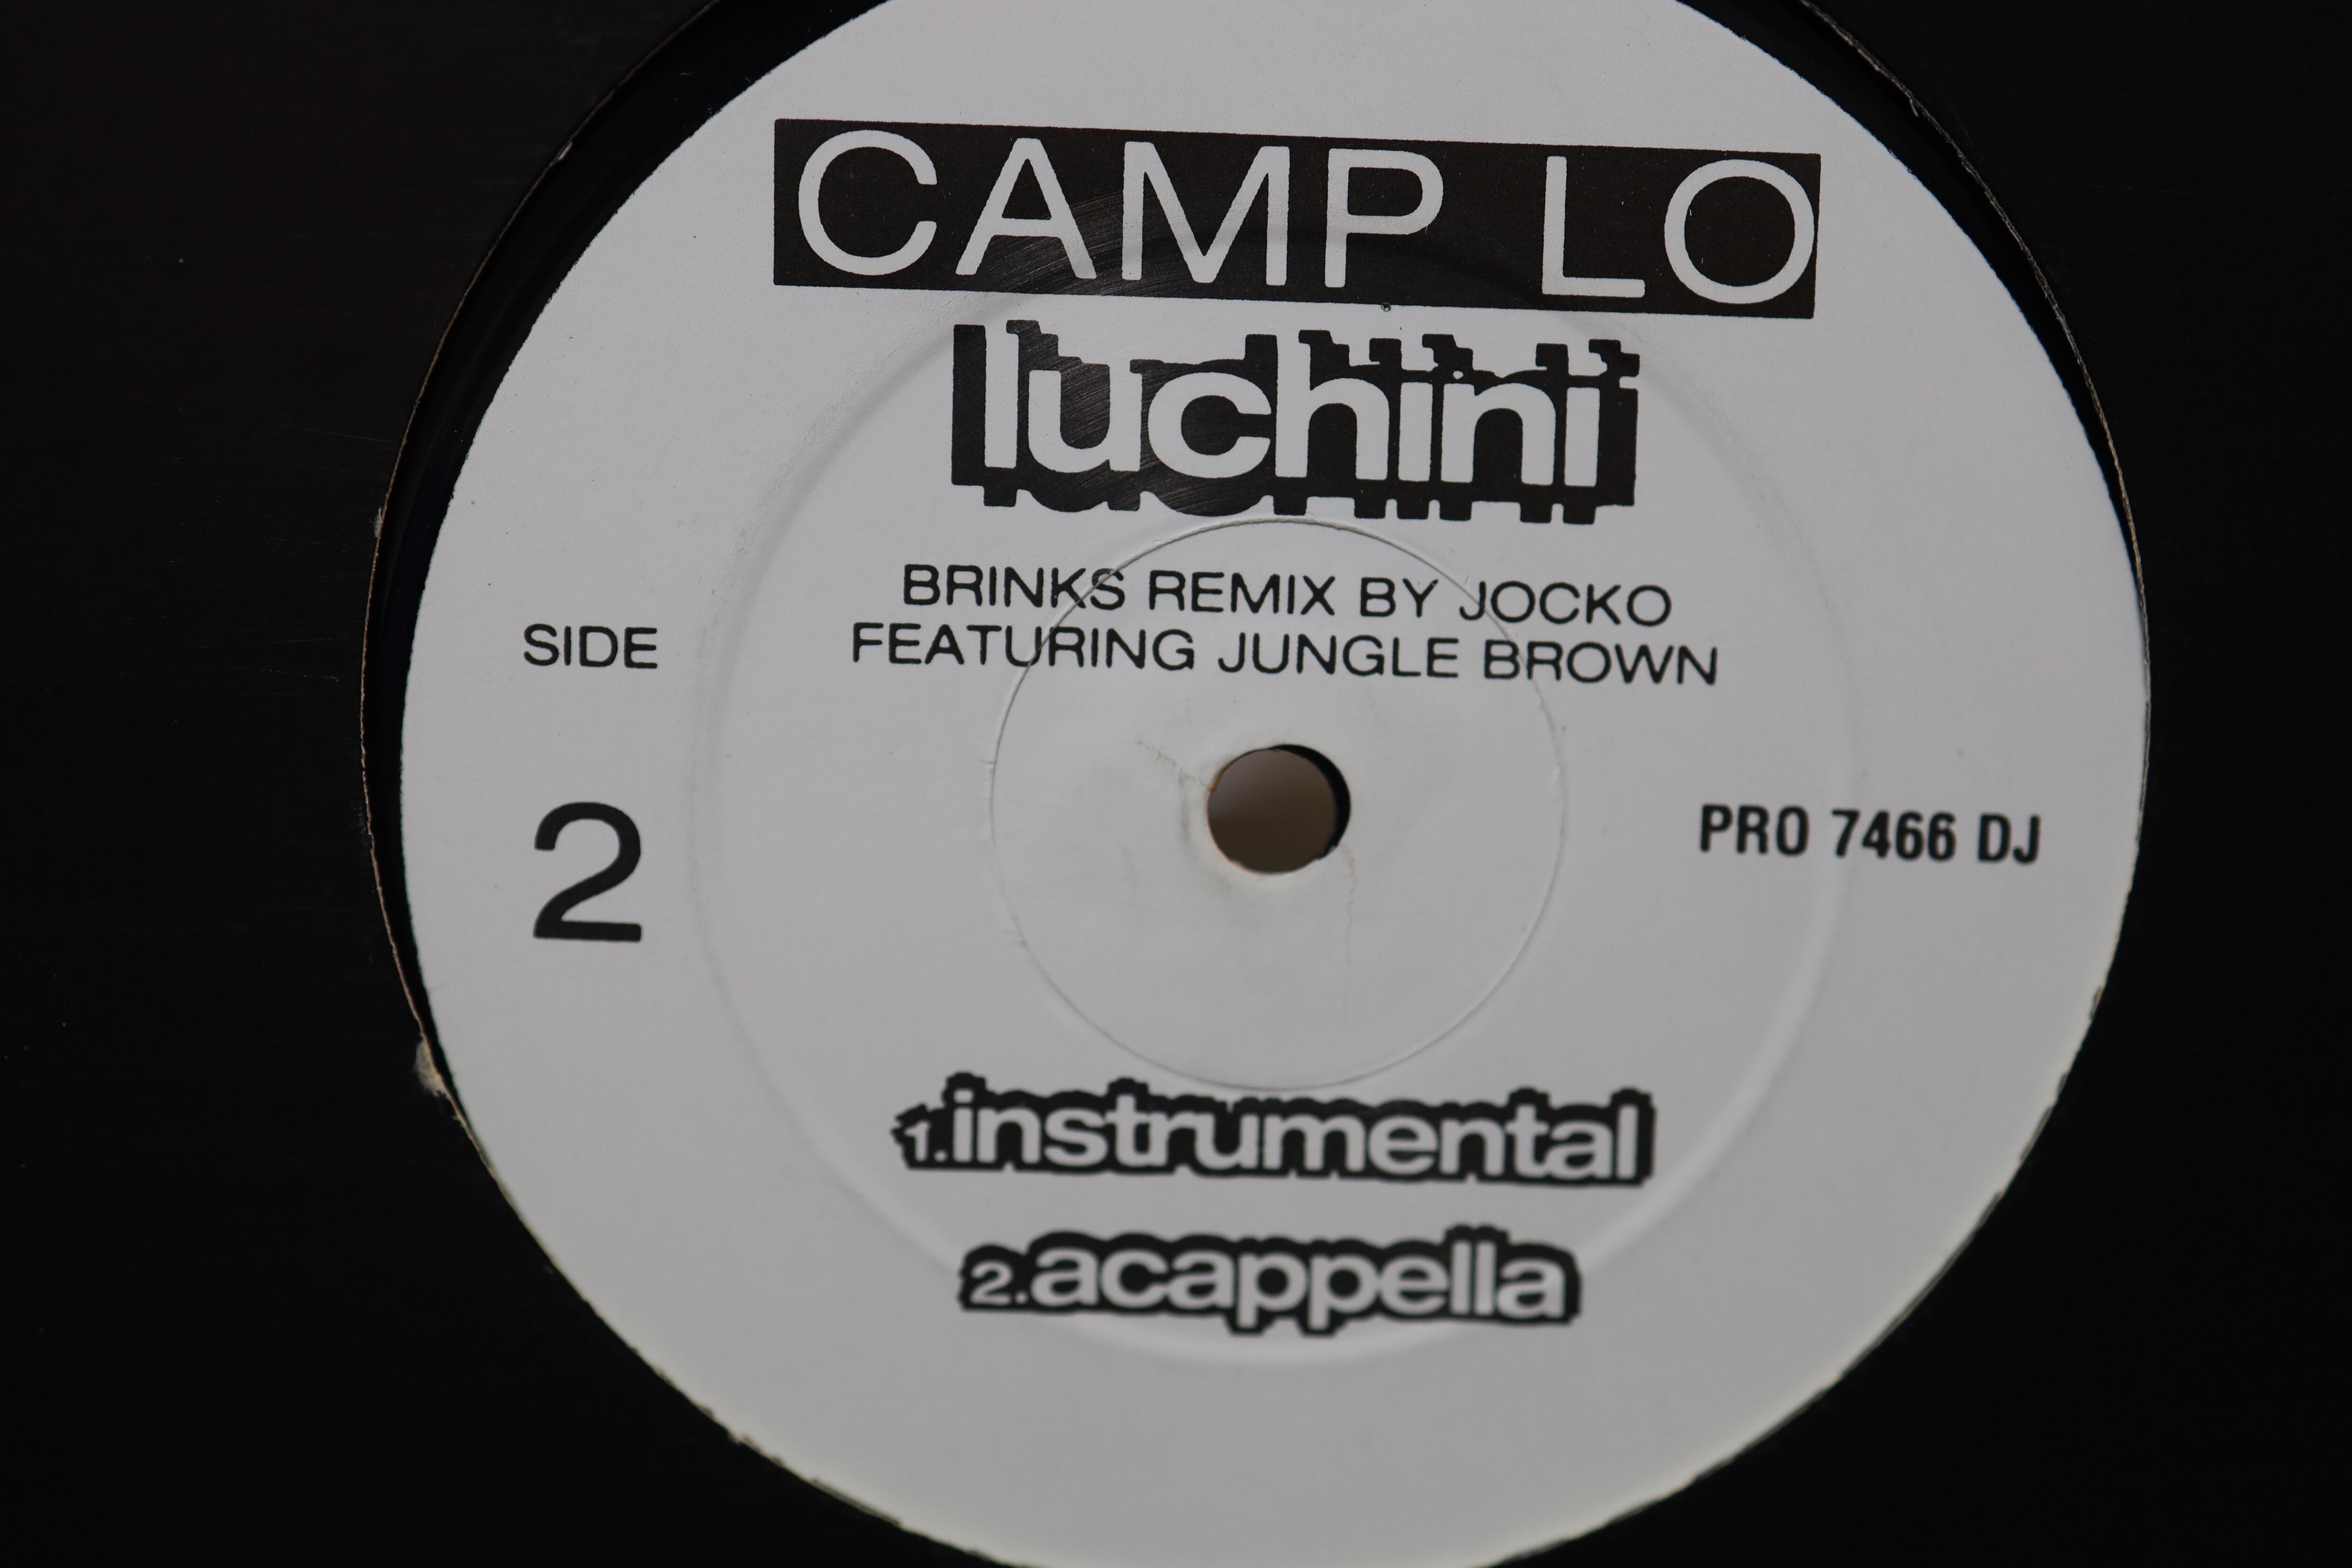 CAMP LO
luchini
BRINKS REMIX BY JOCKO
FEATURING JUNGLE BROWN
SIDE
2
PRO 7466 DJ
1.instrumental
2.acappella